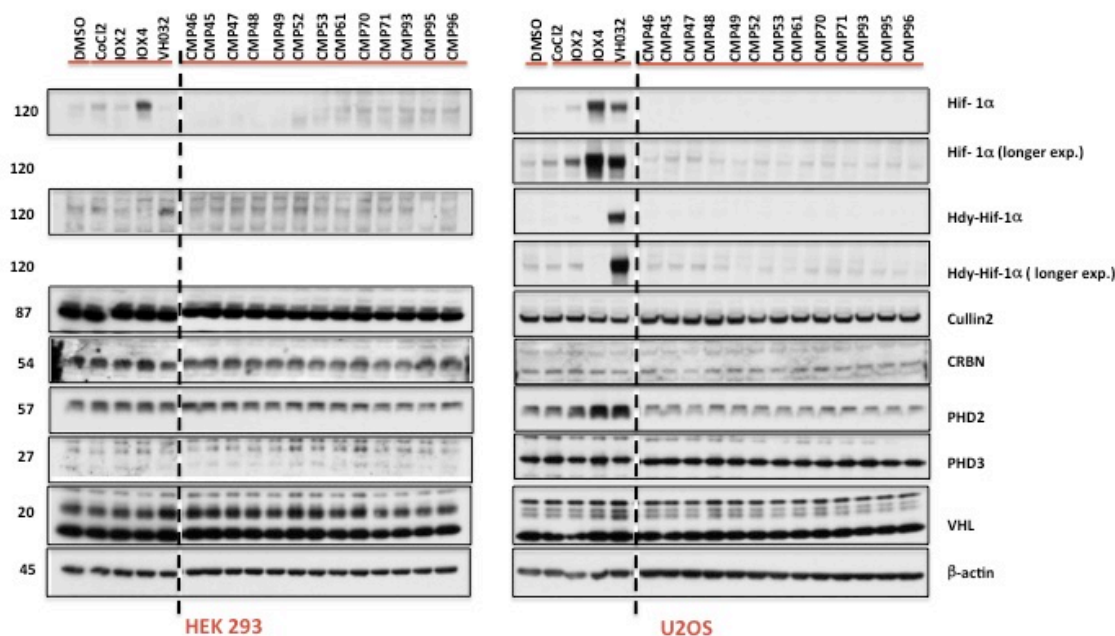 DMSO CoCl2 IOX2 IOX4 VH032 CMP46 CMP45 CMP47 CMP48 CMP49 CMP52 CMP53 CMP61 CMP70 CMP71 CMP93 CMP95 CMP96
DMSO CoCl2 IOX2 IOX4 VH032 CMP46 CMP45 CMP47 CMP48 CMP49 CMP52 CMP53 CMP61 CMP70 CMP71 CMP93 CMP95 CMP96
120 Hif- 1α
120 Hif- 1α (longer exp.)
120 Hdy-Hif-1α
120 Hdy-Hif-1α ( longer exp.)
87 Cullin2
54 CRBN
57 PHD2
27 PHD3
20 VHL
45 β-actin
HEK 293 U2OS